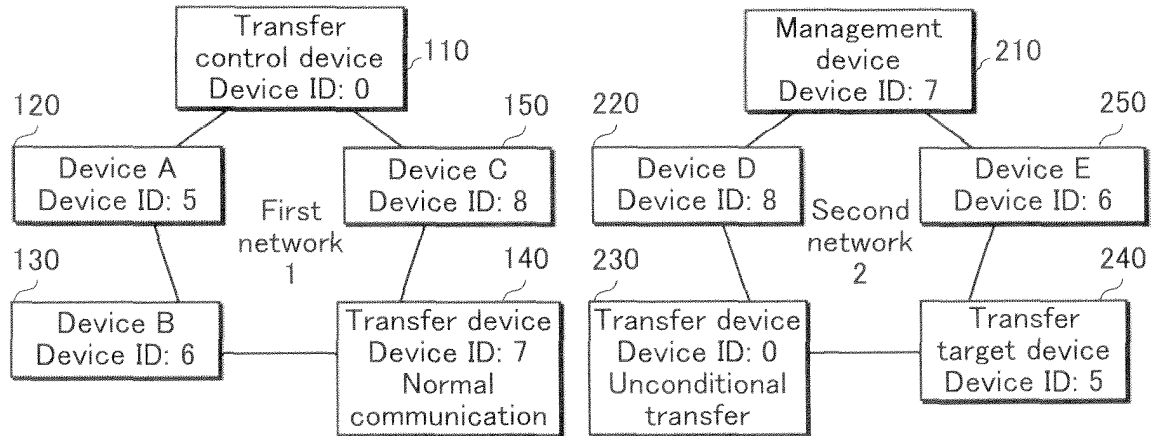 Transfer
control device
Device ID: 0
110
120
Device A
Device ID: 5
150
Device C
Device ID: 8
First
network
1
130
Device B
Device ID: 6
140
Transfer device
Device ID: 7
Normal
communication
Management
device
Device ID: 7
210
220
Device D
Device ID: 8
250
Device E
Device ID: 6
Second
network
2
230
Transfer device
Device ID: 0
Unconditional
transfer
240
Transfer
target device
Device ID: 5